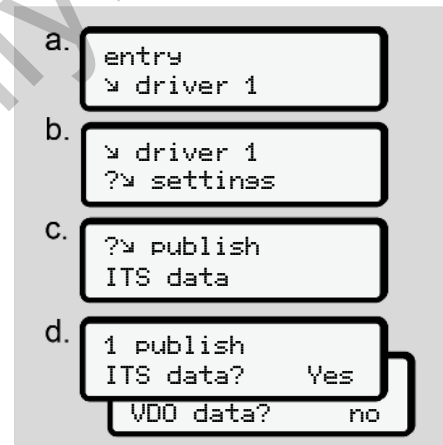 a.
entry
↘ driver 1
b.
↘ driver 1
?↘ settings
c.
?↘ publish
ITS data
d.
1 publish
ITS data? Yes
VDO data? no